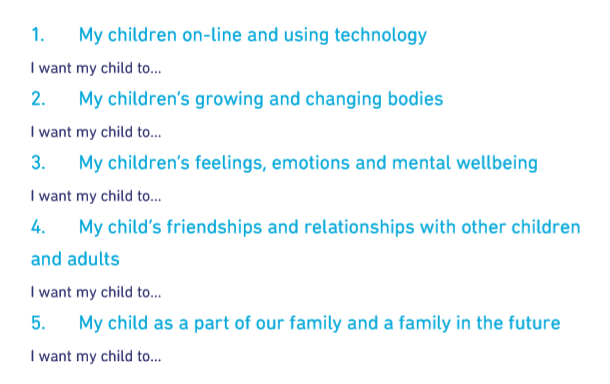 1. My children on-line and using technology
I want my child to...
2. My children's growing and changing bodies
I want my child to...
3. My children's feelings, emotions and mental wellbeing
I want my child to...
4. My child's friendships and relationships with other children
and adults
I want my child to...
5. My child as a part of our family and a family in the future
I want my child to...